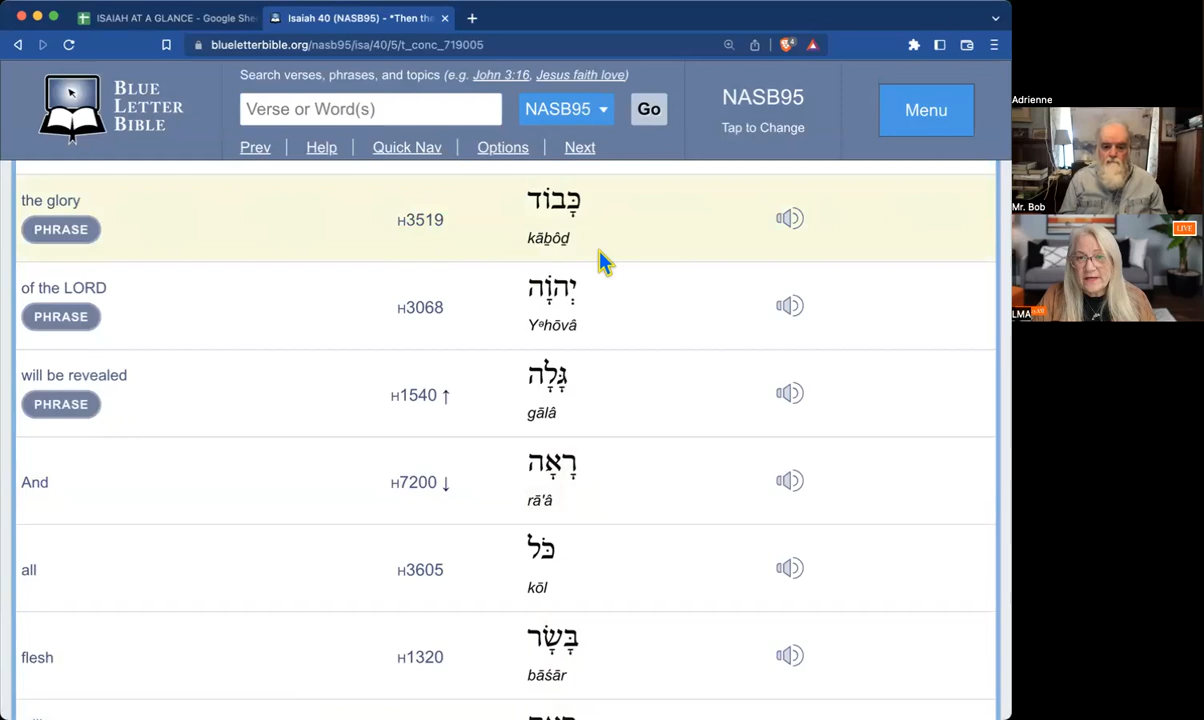 ISAIAH AT A GLANCE - Google She
Isaiah 40 (NASB95) - "Then the
blueletterbible.org/nasb95/isa/40/5/t_conc_719005
BLUE
LETTER
BIBLE
Search verses, phrases, and topics (e.g. John 3:16, Jesus faith love)
Verse or Word(s)
NASB95
Go
Prev
Help
Quick Nav
Options
Next
NASB95
Tap to Change
Menu
the glory
PHRASE
H3519
כָּבוֹד
kāḇôḏ
of the LORD
PHRASE
H3068
יְהֹוָה
Yᵊhōvâ
will be revealed
PHRASE
H1540 ↑
גָּלָה
gālâ
And
H7200 ↓
רָאָה
rā'â
all
H3605
כֹּל
kōl
flesh
H1320
בָּשָׂר
bāśār
Adrienne
Mr. Bob
LIVE
LMA